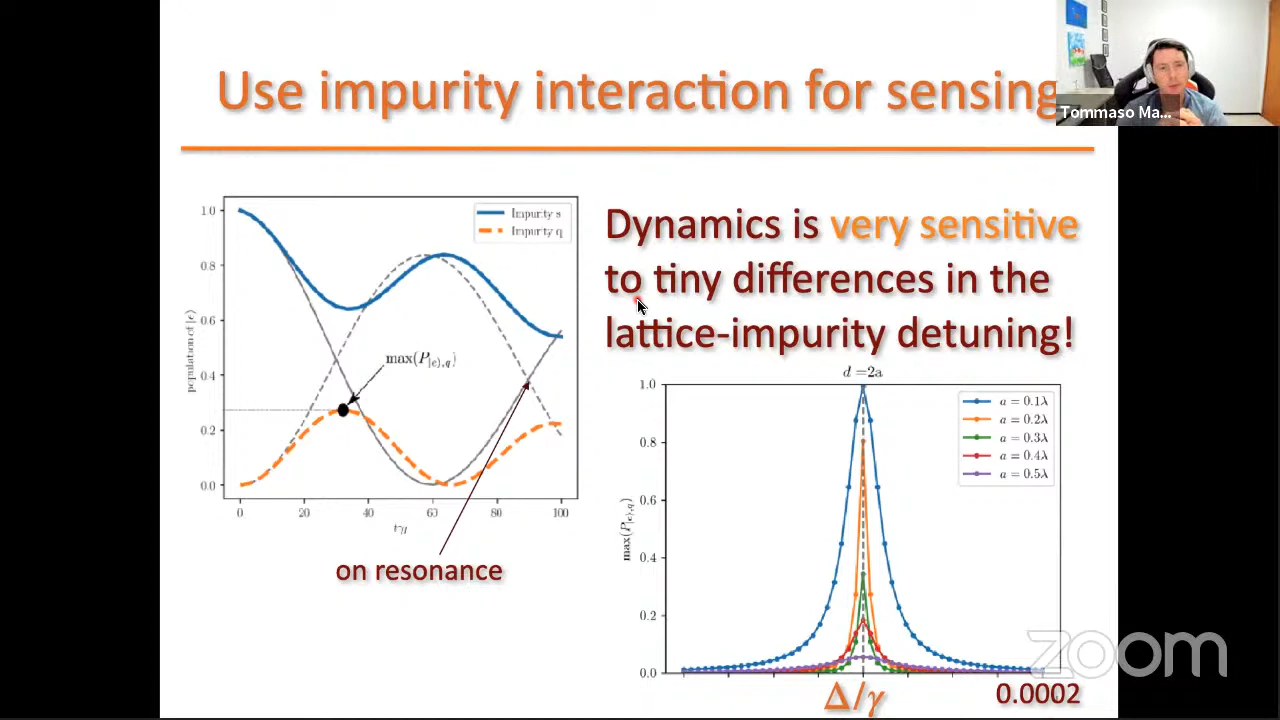 Use impurity interaction for sensing
Tommaso Ma...
Impurity s
Impurity q
1.0
0.8
0.6
0.4
0.2
0.0
population of |e⟩
max(P|e⟩,q)
0
20
40
60
80
100
on resonance
Dynamics is very sensitive
to tiny differences in the
lattice-impurity detuning!
d =2a
a = 0.1λ
a = 0.2λ
a = 0.3λ
a = 0.4λ
a = 0.5λ
1.0
0.8
0.6
0.4
0.2
0.0
max(P|e⟩,q)
Δ/γ
0.0002
zoom